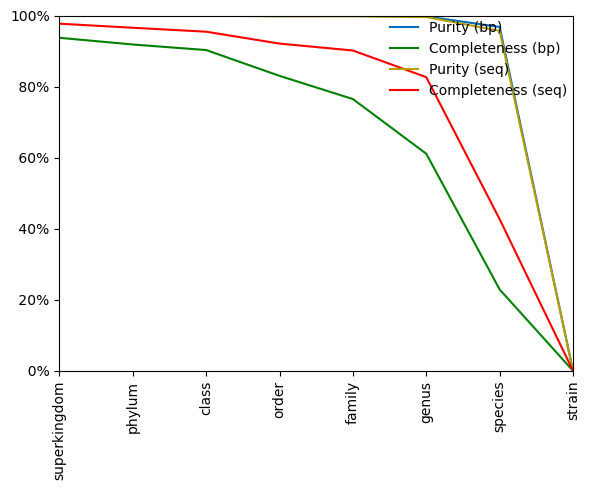 100%
80%
60%
40%
20%
0%
Purity (bp)
Completeness (bp)
Purity (seq)
Completeness (seq)
superkingdom
phylum
class
order
family
genus
species
strain